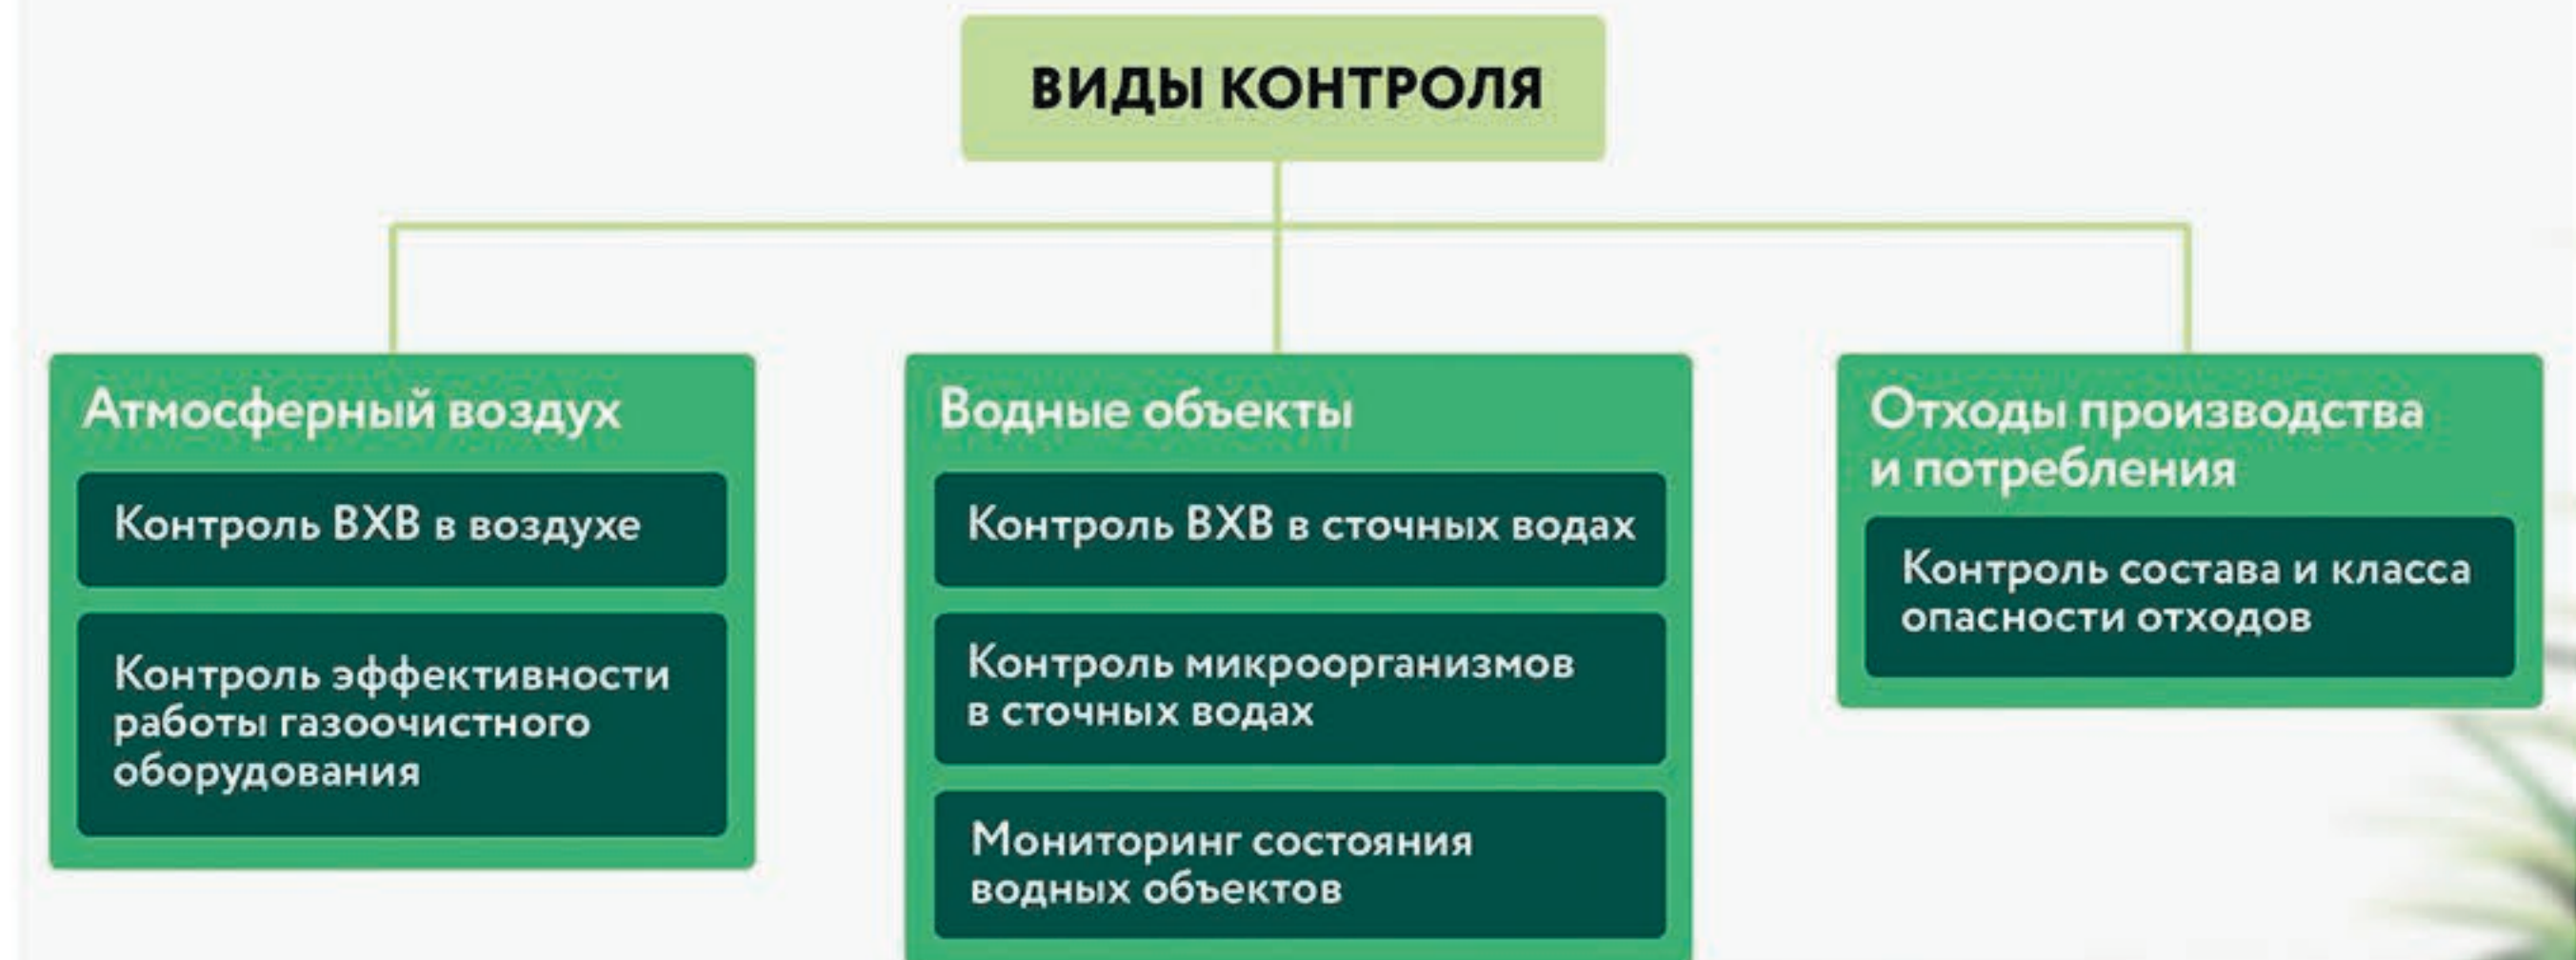 ВИДЫ КОНТРОЛЯ
Атмосферный воздух
Контроль ВХВ в воздухе
Контроль эффективности
работы газоочистного
оборудования
Водные объекты
Контроль ВХВ в сточных водах
Контроль микроорганизмов
в сточных водах
Мониторинг состояния
водных объектов
Отходы производства
и потребления
Контроль состава и класса
опасности отходов